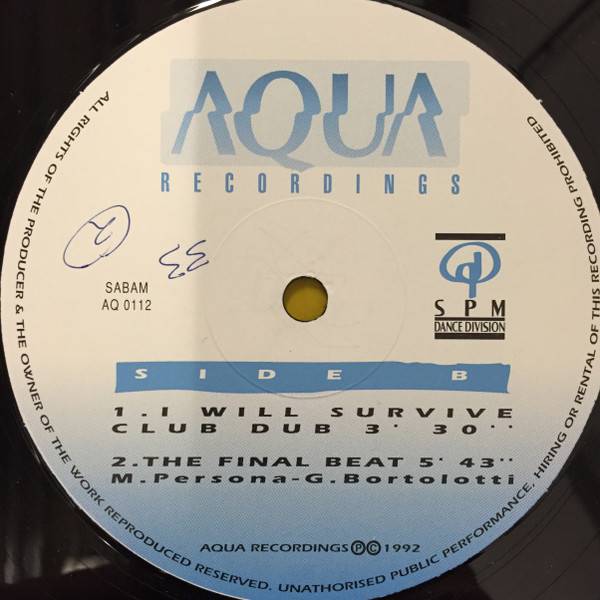 AQUA
RECORDINGS
2
33
SABAM
AQ 0112
SPM
DANCE DIVISION
SIDE B
1. I WILL SURVIVE
CLUB DUB 3' 30''
2. THE FINAL BEAT 5' 43''
M. Persona-G. Bortolotti
AQUA RECORDINGS ℗© 1992
ALL RIGHTS OF THE PRODUCER & THE OWNER OF THE WORK REPRODUCED RESERVED. UNATHORISED PUBLIC PERFORMANCE, HIRING OR RENTAL OF THIS RECORDING PROHIBITED